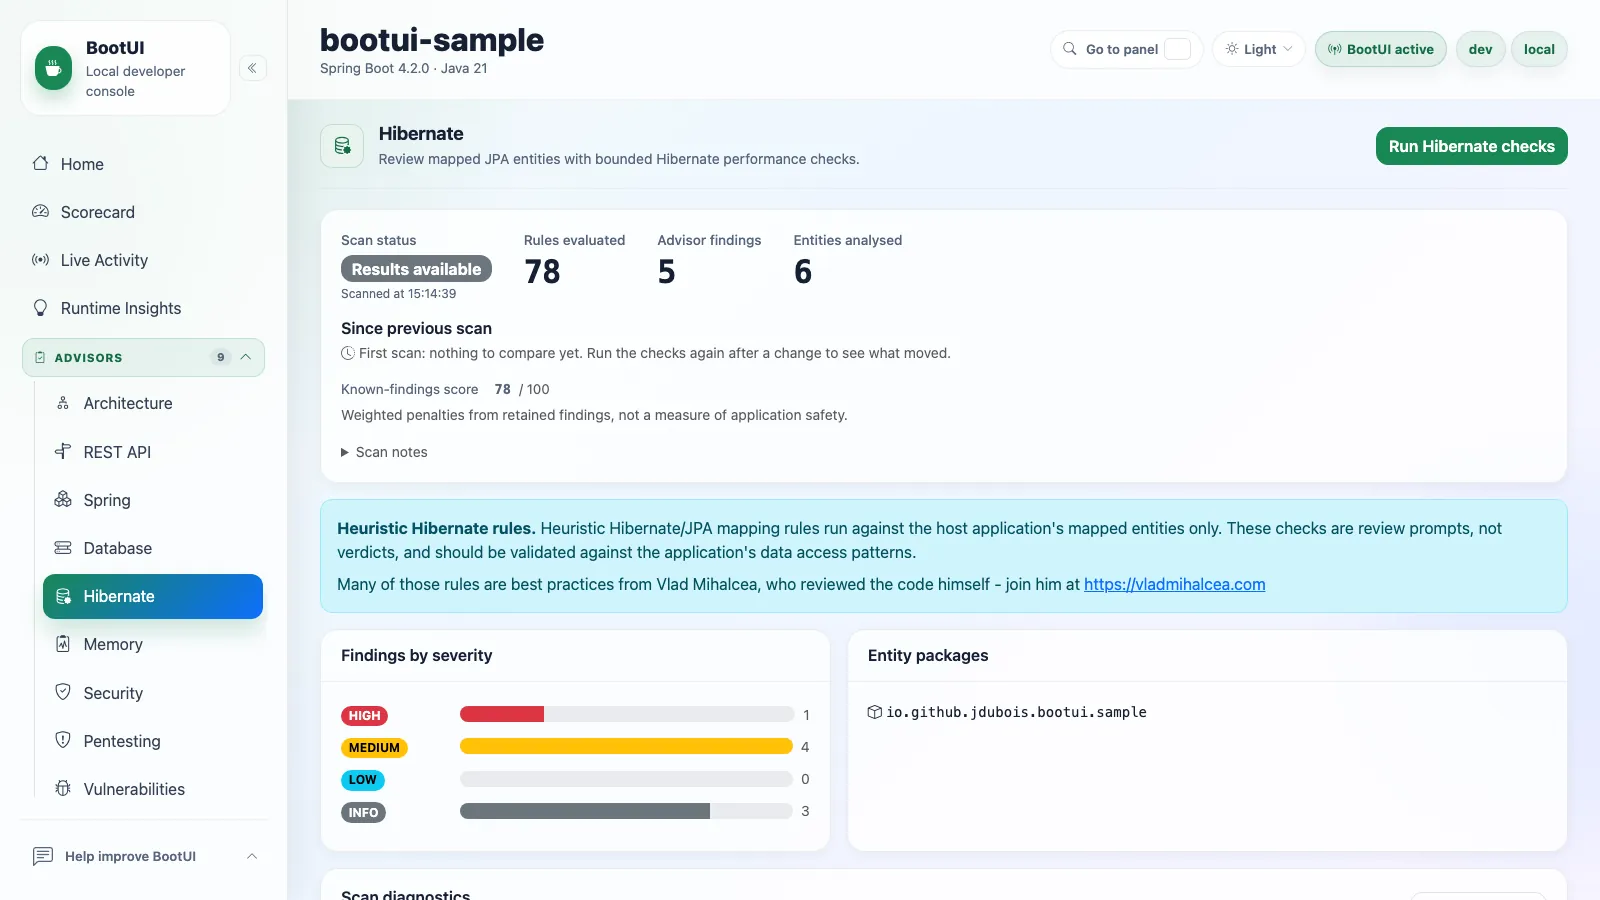 BootUI
Local developer
console
Home
Scorecard
Live Activity
Runtime Insights
ADVISORS 9
Architecture
REST API
Spring
Database
Hibernate
Memory
Security
Pentesting
Vulnerabilities
Help improve BootUI
bootui-sample
Spring Boot 4.2.0 · Java 21
Go to panel
Light
BootUI active
dev
local
Hibernate
Review mapped JPA entities with bounded Hibernate performance checks.
Run Hibernate checks
Scan status
Results available
Scanned at 15:14:39
Rules evaluated
78
Advisor findings
5
Entities analysed
6
Since previous scan
First scan: nothing to compare yet. Run the checks again after a change to see what moved.
Known-findings score 78 / 100
Weighted penalties from retained findings, not a measure of application safety.
Scan notes
Heuristic Hibernate rules. Heuristic Hibernate/JPA mapping rules run against the host application's mapped entities only. These checks are review prompts, not
verdicts, and should be validated against the application's data access patterns.
Many of those rules are best practices from Vlad Mihalcea, who reviewed the code himself - join him at https://vladmihalcea.com
Findings by severity
HIGH 1
MEDIUM 4
LOW 0
INFO 3
Entity packages
io.github.jdubois.bootui.sample
Scan diagnostics